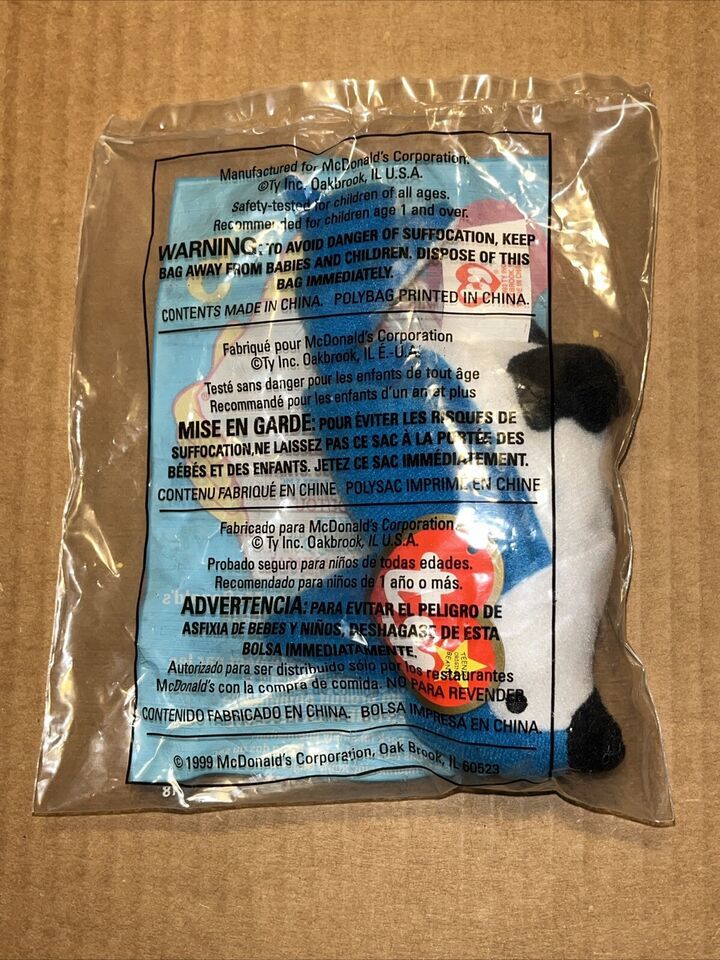 Manufactured for McDonald's Corporation.
©Ty Inc. Oakbrook, IL U.S.A.
Safety-tested for children of all ages.
Recommended for children age 1 and over.
WARNING: TO AVOID DANGER OF SUFFOCATION, KEEP
BAG AWAY FROM BABIES AND CHILDREN. DISPOSE OF THIS
BAG IMMEDIATELY.
CONTENTS MADE IN CHINA. POLYBAG PRINTED IN CHINA.
Fabriqué pour McDonald's Corporation
©Ty Inc. Oakbrook, IL É.-U.A.
Testé sans danger pour les enfants de tout âge
Recommandé pour les enfants d'un an et plus
MISE EN GARDE: POUR ÉVITER LES RISQUES DE
SUFFOCATION, NE LAISSEZ PAS CE SAC À LA PORTÉE DES
BÉBÉS ET DES ENFANTS. JETEZ CE SAC IMMÉDIATEMENT.
CONTENU FABRIQUÉ EN CHINE POLYSAC IMPRIMÉ EN CHINE
Fabricado para McDonald's Corporation
© Ty Inc. Oakbrook, IL U.S.A.
Probado seguro para niños de todas edades.
Recomendado para niños de 1 año o más.
ADVERTENCIA: PARA EVITAR EL PELIGRO DE
ASFIXIA DE BEBES Y NIÑOS, DESHAGASE DE ESTA
BOLSA IMMEDIATAMENTE.
Autorizado para ser distribuido sólo por los restaurantes
McDonald's con la compra de comida. NO PARA REVENDER
CONTENIDO FABRICADO EN CHINA. BOLSA IMPRESA EN CHINA.
©1999 McDonald's Corporation, Oak Brook, IL 60523
ty